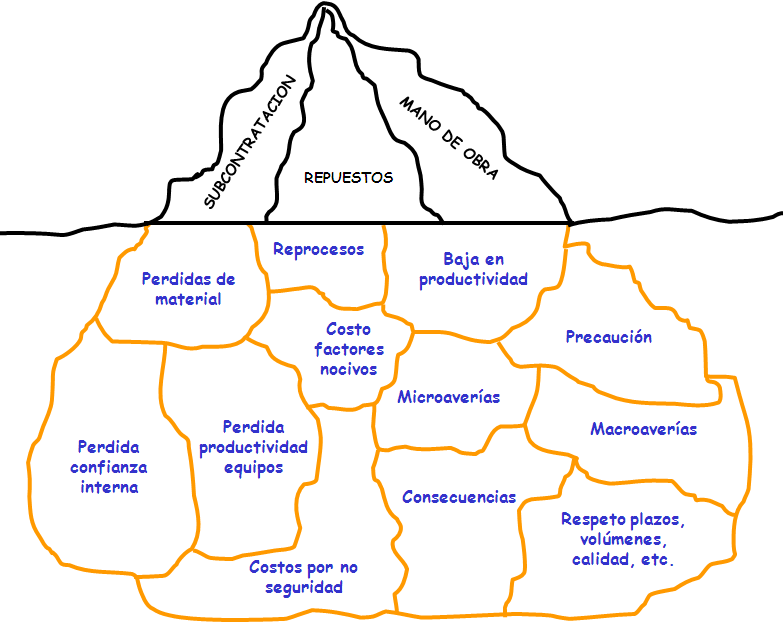 SUBCONTRATACION
REPUESTOS
MANO DE OBRA
Perdidas de
material
Reprocesos
Baja en
productividad
Costo
factores
nocivos
Precaución
Microaverías
Macroaverías
Perdida
confianza
interna
Perdida
productividad
equipos
Consecuencias
Respeto plazos,
volúmenes,
calidad, etc.
Costos por no
seguridad